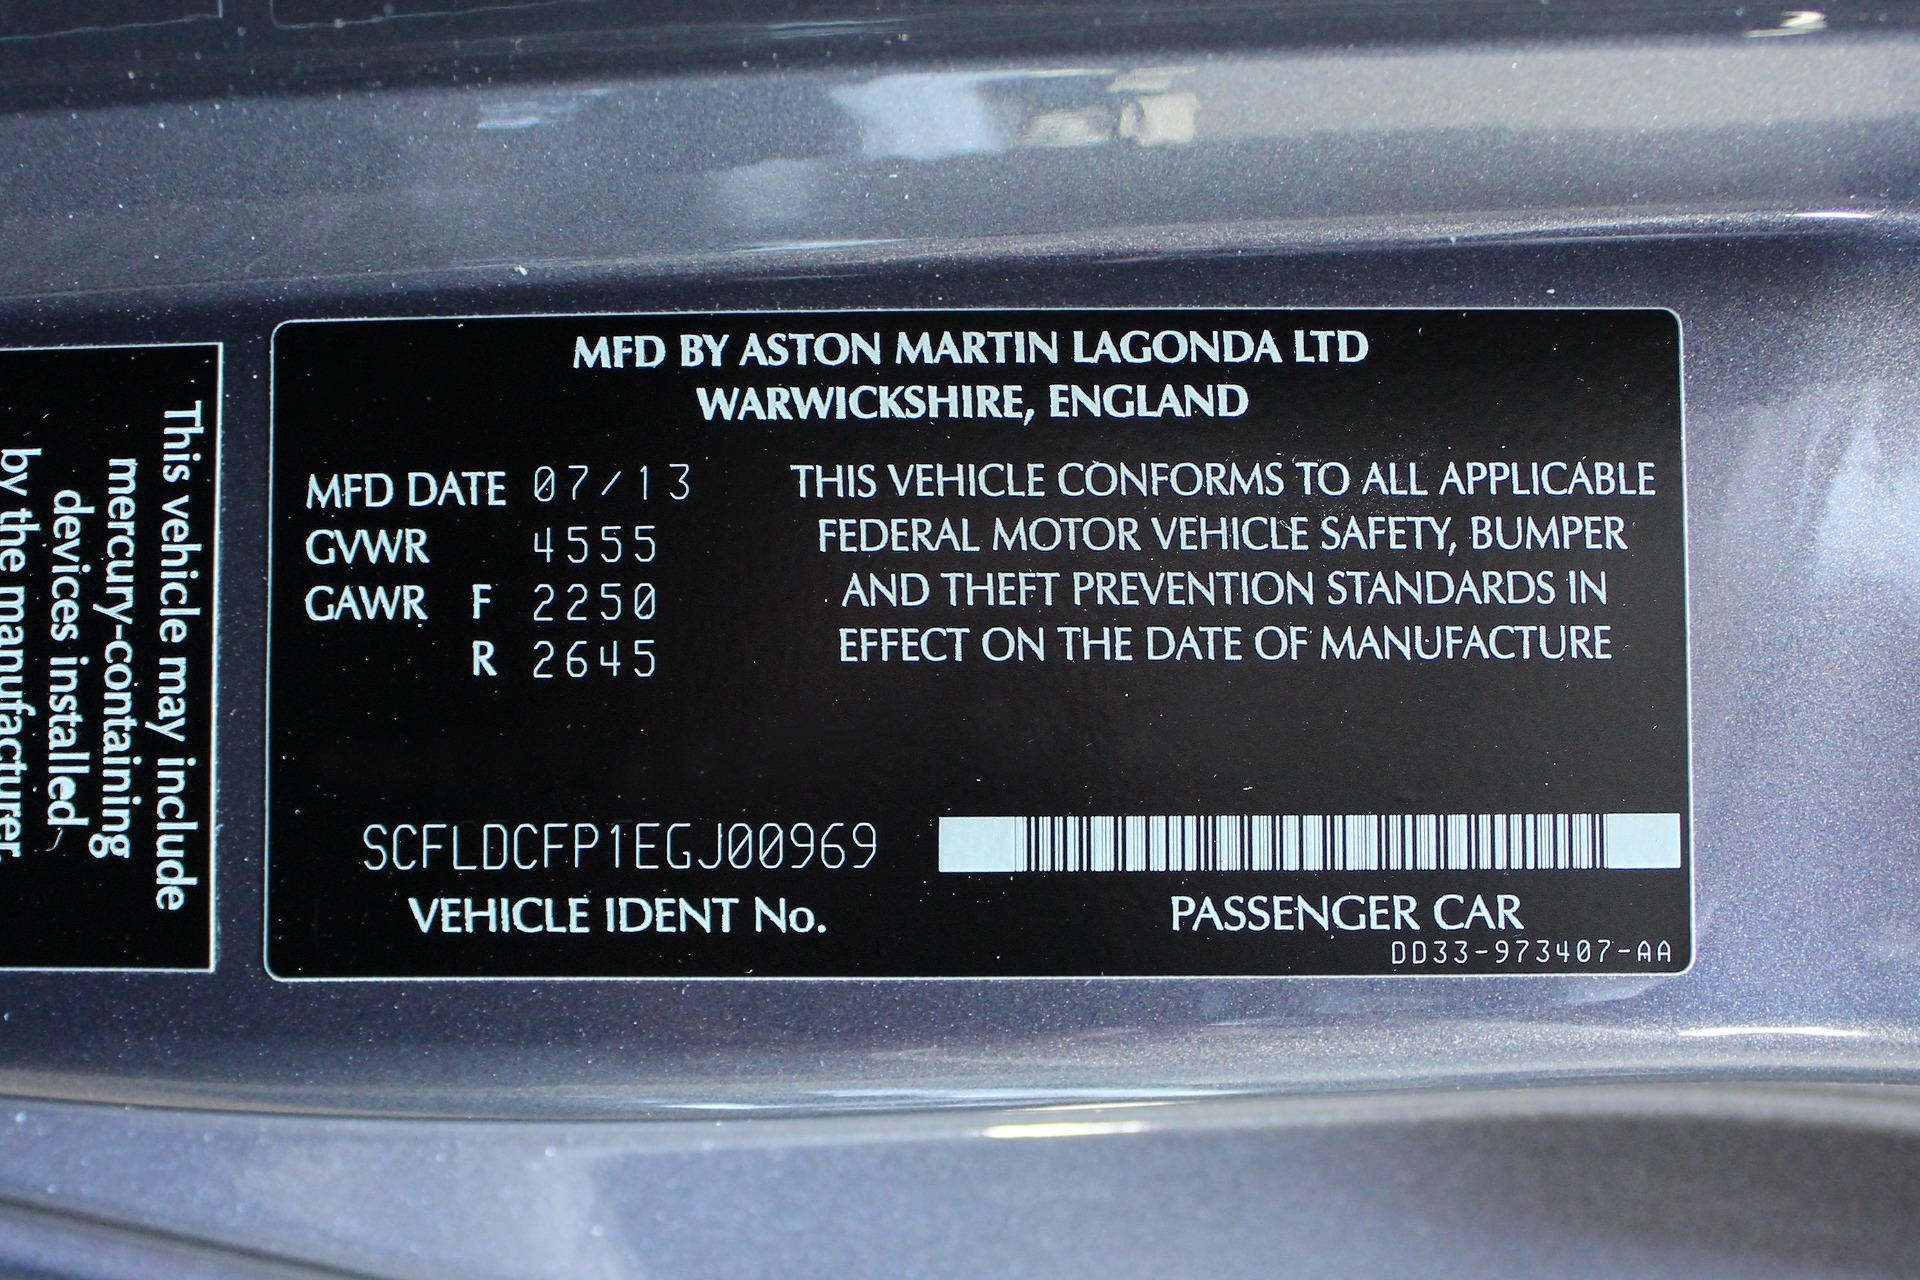 This vehicle may include
mercury-containing
devices installed
by the manufacturer.
MFD BY ASTON MARTIN LAGONDA LTD
WARWICKSHIRE, ENGLAND
MFD DATE 07/13
GVWR 4555
GAWR F 2250
R 2645
THIS VEHICLE CONFORMS TO ALL APPLICABLE
FEDERAL MOTOR VEHICLE SAFETY, BUMPER
AND THEFT PREVENTION STANDARDS IN
EFFECT ON THE DATE OF MANUFACTURE
SCFLDCFP1EGJ00969
VEHICLE IDENT No.
PASSENGER CAR
DD33-973407-AA